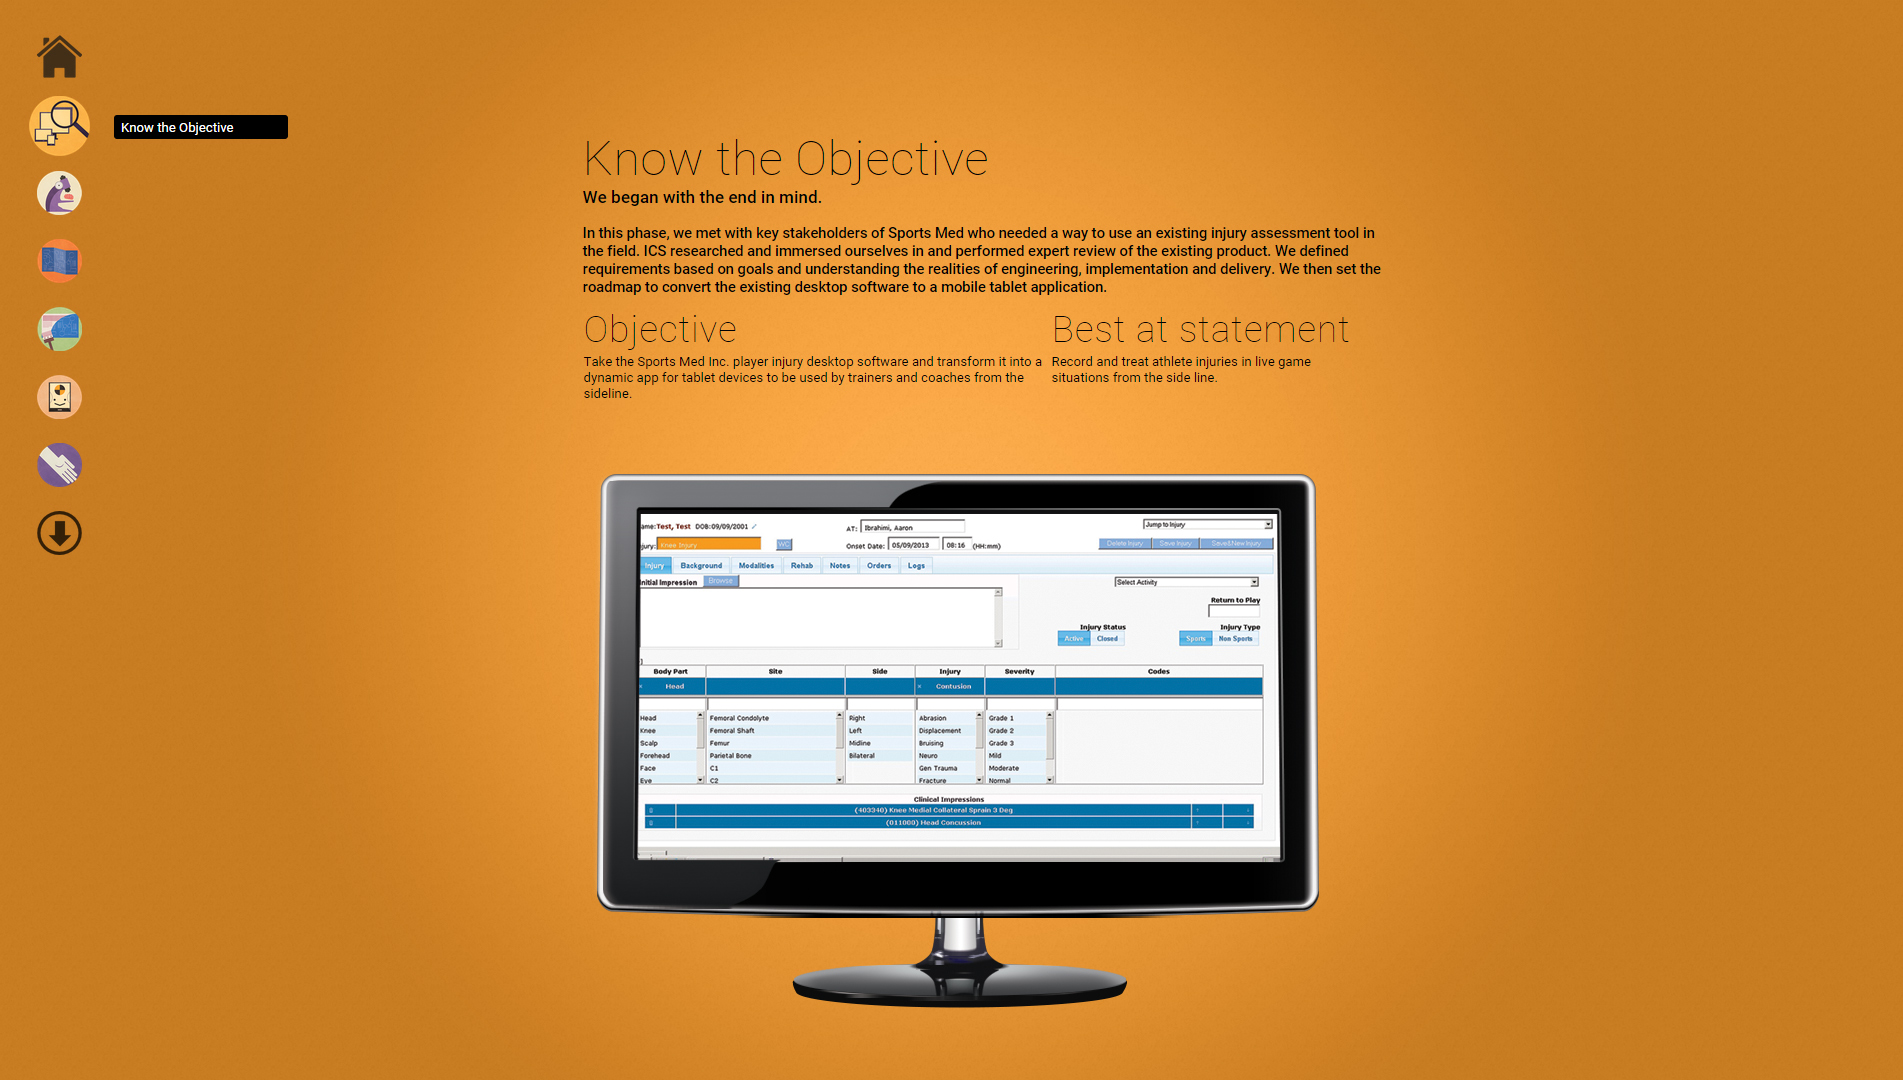 Know the Objective
Know the Objective
We began with the end in mind.
In this phase, we met with key stakeholders of Sports Med who needed a way to use an existing injury assessment tool in
the field. ICS researched and immersed ourselves in and performed expert review of the existing product. We defined
requirements based on goals and understanding the realities of engineering, implementation and delivery. We then set the
roadmap to convert the existing desktop software to a mobile tablet application.
Objective
Take the Sports Med Inc. player injury desktop software and transform it into a
dynamic app for tablet devices to be used by trainers and coaches from the
sideline.
Best at statement
Record and treat athlete injuries in live game
situations from the side line.
ame:Test, Test DOB:09/09/2001
AT: Ibrahimi, Aaron
Jump to Injury
jury: Knee Injury WC
Onset Date: 05/09/2013 08:16 (HH:mm)
Delete Injury Save Injury Save&New Injury
Injury Background Modalities Rehab Notes Orders Logs
nitial Impression Browse
Select Activity
Return to Play
Injury Status Injury Type
Active Closed Sports Non Sports
Body Part Site Side Injury Severity Codes
× Head × Contusion
Head Femoral Condolyte Right Abrasion Grade 1
Knee Femoral Shaft Left Displacement Grade 2
Scalp Femur Midline Bruising Grade 3
Forehead Parietal Bone Bilateral Neuro Mild
Face C1 Gen Trauma Moderate
Eye C2 Fracture Normal
Clinical Impressions
(403340) Knee Medial Collateral Sprain 3 Deg
(011000) Head Concussion